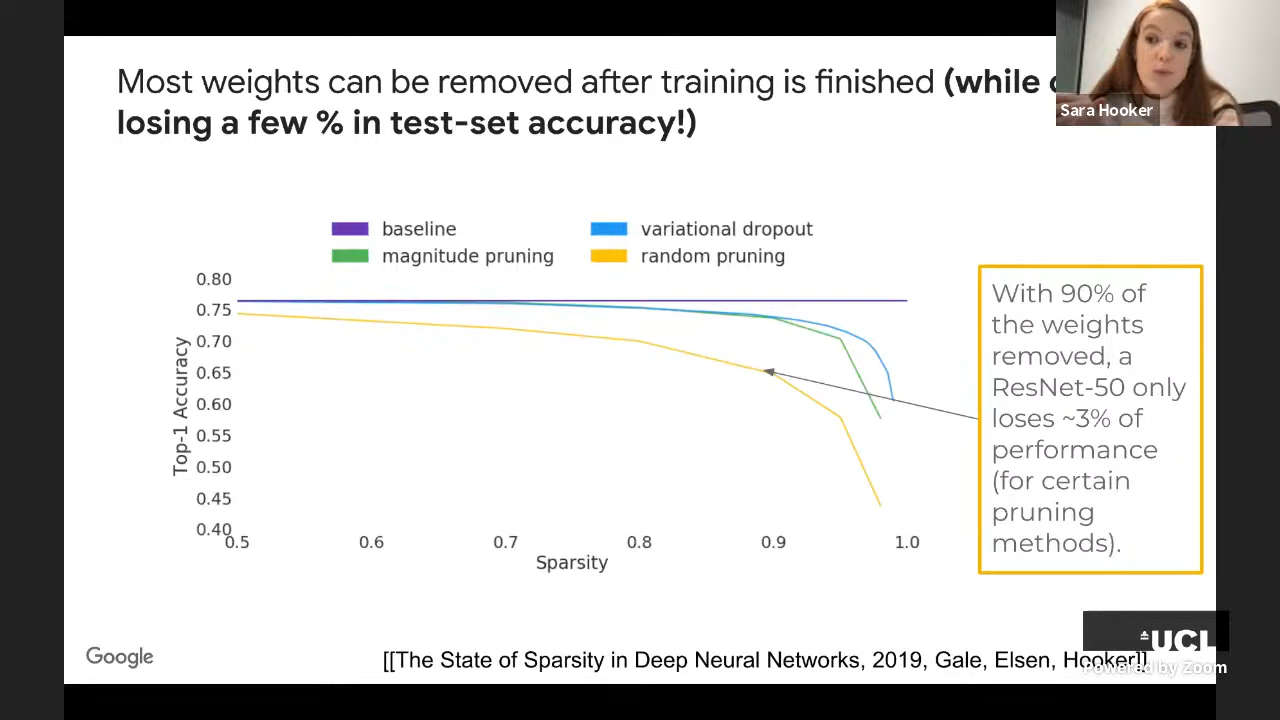 Most weights can be removed after training is finished (while
losing a few % in test-set accuracy!)
Sara Hooker
baseline
variational dropout
magnitude pruning
random pruning
0.80
0.75
0.70
0.65
0.60
0.55
0.50
0.45
0.40
Top-1 Accuracy
0.5 0.6 0.7 0.8 0.9 1.0
Sparsity
With 90% of
the weights
removed, a
ResNet-50 only
loses ~3% of
performance
(for certain
pruning
methods).
Google
[[The State of Sparsity in Deep Neural Networks, 2019, Gale, Elsen, Hooker]]
UCL
Powered by Zoom